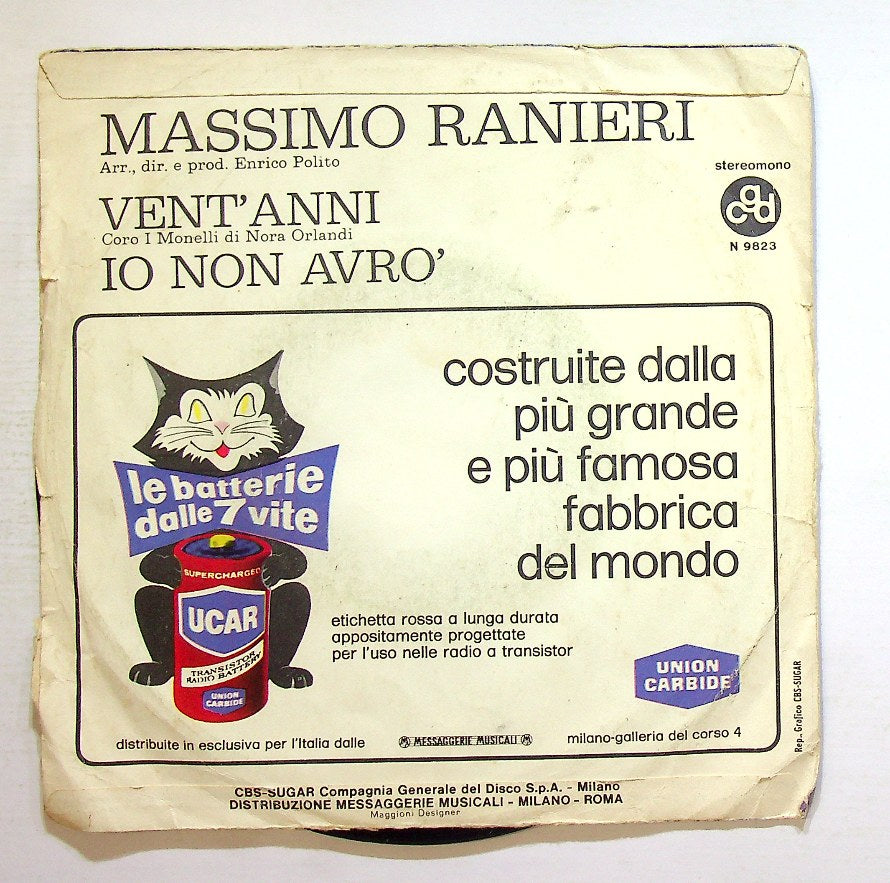 MASSIMO RANIERI
Arr., dir. e prod. Enrico Polito
stereomono
cgd
N 9823
VENT'ANNI
Coro I Monelli di Nora Orlandi
IO NON AVRO'
costruite dalla
più grande
e più famosa
fabbrica
del mondo
le batterie
dalle 7 vite
SUPERCHARGED
UCAR
TRANSISTOR
RADIO BATTERY
UNION
CARBIDE
etichetta rossa a lunga durata
appositamente progettate
per l'uso nelle radio a transistor
UNION
CARBIDE
distribuite in esclusiva per l'Italia dalle
MESSAGGERIE MUSICALI
milano-galleria del corso 4
Rep. Grafico CBS-SUGAR
CBS-SUGAR Compagnia Generale del Disco S.p.A. - Milano
DISTRIBUZIONE MESSAGGERIE MUSICALI - MILANO - ROMA
Maggioni Designer